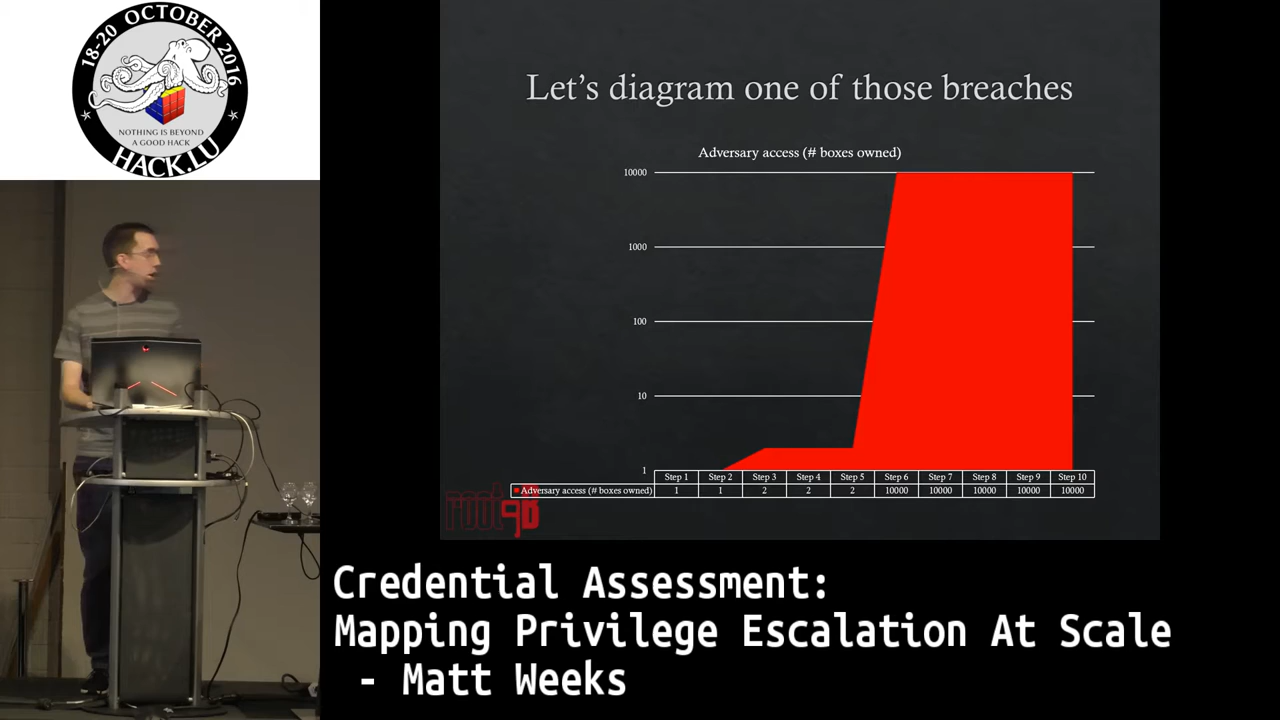 18-20 OCTOBER 2016
NOTHING IS BEYOND
A GOOD HACK
HACK.LU
Let's diagram one of those breaches
Adversary access (# boxes owned)
10000
1000
100
10
1
Step 1 Step 2 Step 3 Step 4 Step 5 Step 6 Step 7 Step 8 Step 9 Step 10
Adversary access (# boxes owned) 1 1 2 2 2 10000 10000 10000 10000 10000
root9B
Credential Assessment:
Mapping Privilege Escalation At Scale
- Matt Weeks